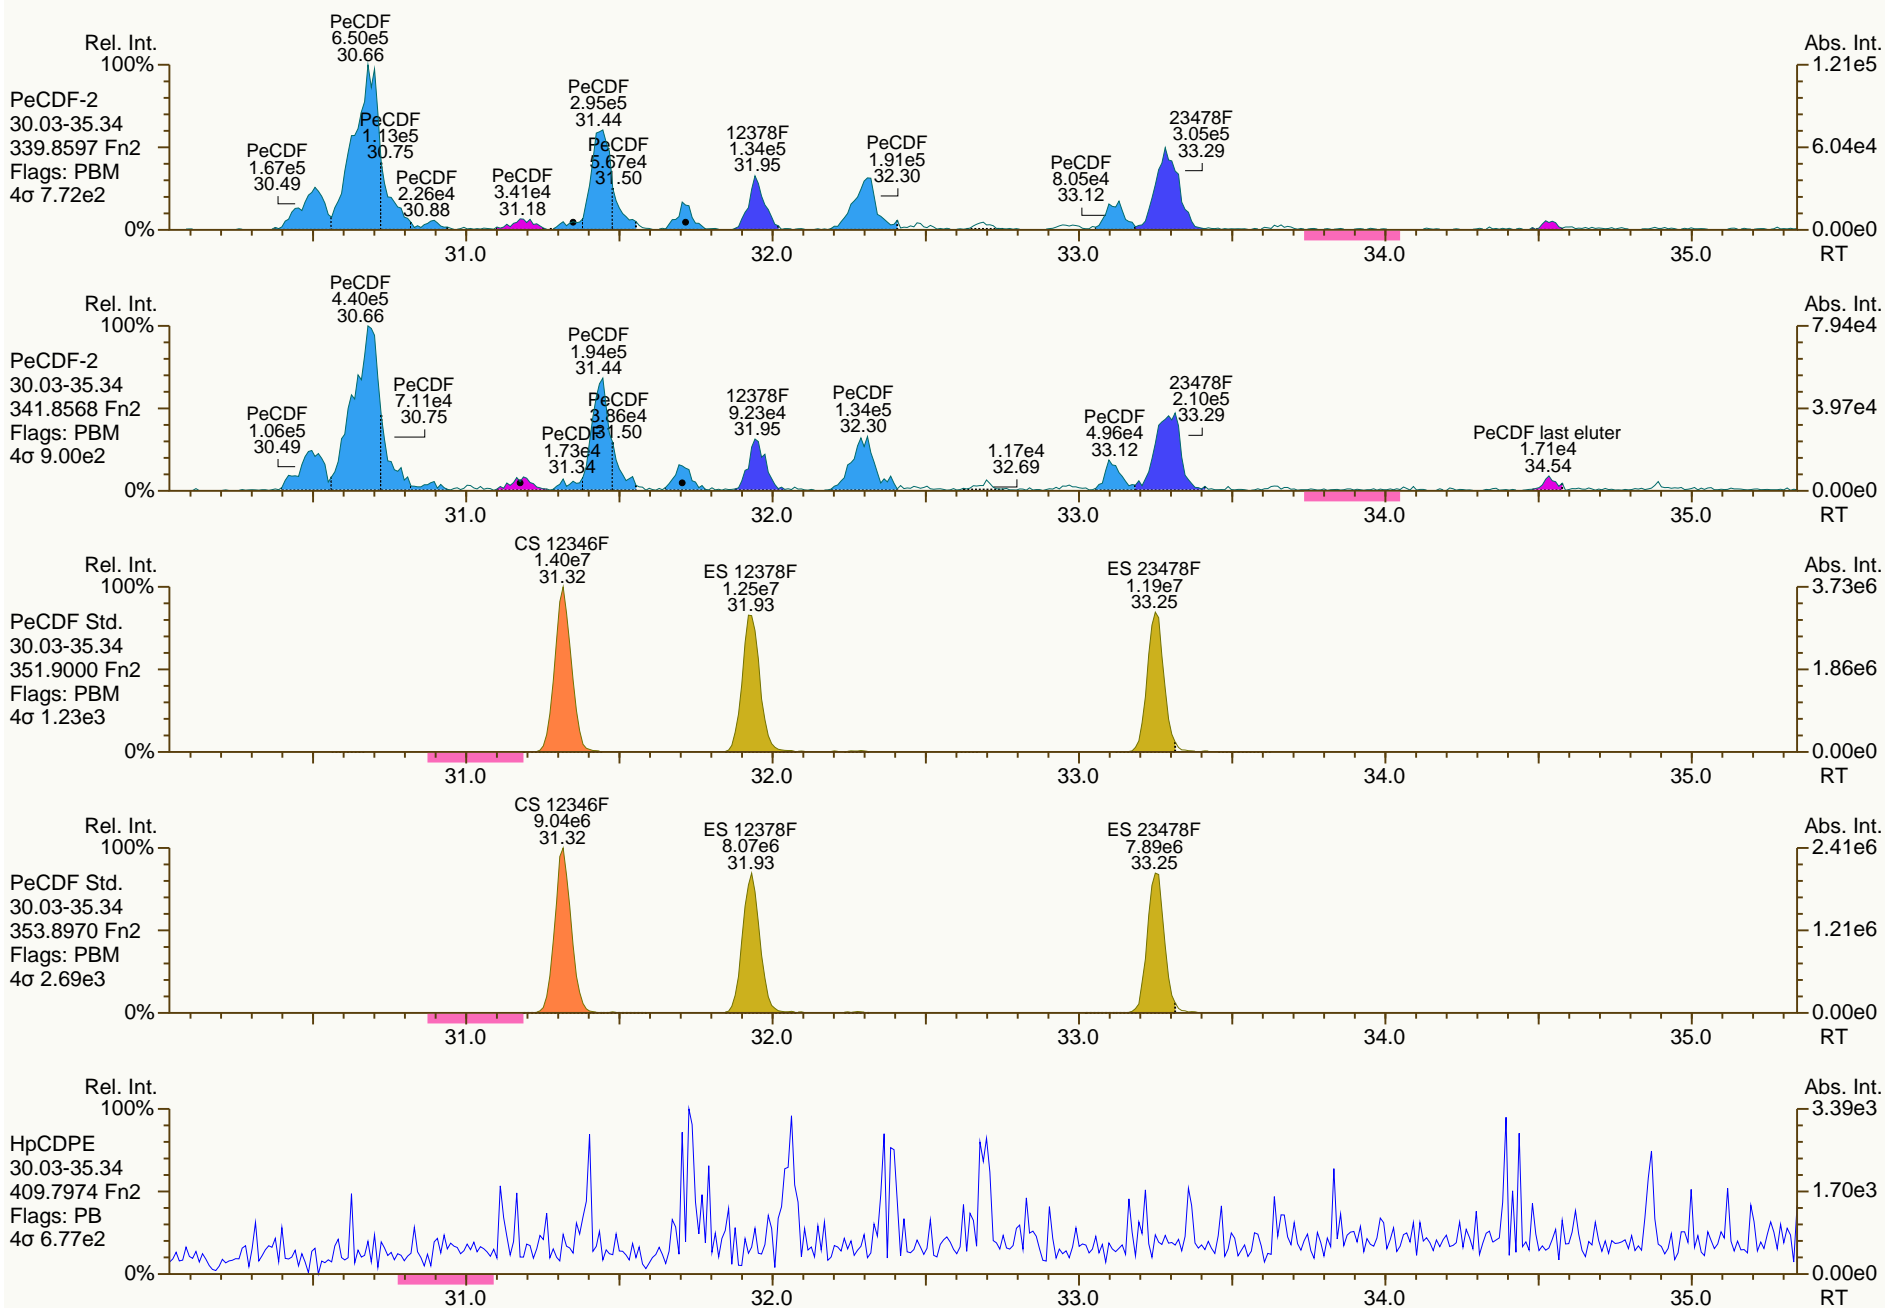 Rel. Int.
100%
0%
PeCDF-2
30.03-35.34
339.8597 Fn2
Flags: PBM
4σ 7.72e2
PeCDF
1.67e5
30.49
PeCDF
6.50e5
30.66
PeCDF
1.13e5
30.75
PeCDF
2.26e4
30.88
PeCDF
3.41e4
31.18
PeCDF
2.95e5
31.44
PeCDF
5.67e4
31.50
12378F
1.34e5
31.95
PeCDF
1.91e5
32.30
PeCDF
8.05e4
33.12
23478F
3.05e5
33.29
Abs. Int.
1.21e5
6.04e4
0.00e0
31.0 32.0 33.0 34.0 35.0 RT
Rel. Int.
100%
0%
PeCDF-2
30.03-35.34
341.8568 Fn2
Flags: PBM
4σ 9.00e2
PeCDF
1.06e5
30.49
PeCDF
4.40e5
30.66
PeCDF
7.11e4
30.75
PeCDF
1.73e4
31.34
PeCDF
1.94e5
31.44
PeCDF
3.86e4
31.50
12378F
9.23e4
31.95
PeCDF
1.34e5
32.30
1.17e4
32.69
PeCDF
4.96e4
33.12
23478F
2.10e5
33.29
PeCDF last eluter
1.71e4
34.54
Abs. Int.
7.94e4
3.97e4
0.00e0
31.0 32.0 33.0 34.0 35.0 RT
Rel. Int.
100%
0%
PeCDF Std.
30.03-35.34
351.9000 Fn2
Flags: PBM
4σ 1.23e3
CS 12346F
1.40e7
31.32
ES 12378F
1.25e7
31.93
ES 23478F
1.19e7
33.25
Abs. Int.
3.73e6
1.86e6
0.00e0
31.0 32.0 33.0 34.0 35.0 RT
Rel. Int.
100%
0%
PeCDF Std.
30.03-35.34
353.8970 Fn2
Flags: PBM
4σ 2.69e3
CS 12346F
9.04e6
31.32
ES 12378F
8.07e6
31.93
ES 23478F
7.89e6
33.25
Abs. Int.
2.41e6
1.21e6
0.00e0
31.0 32.0 33.0 34.0 35.0 RT
Rel. Int.
100%
0%
HpCDPE
30.03-35.34
409.7974 Fn2
Flags: PB
4σ 6.77e2
Abs. Int.
3.39e3
1.70e3
0.00e0
31.0 32.0 33.0 34.0 35.0 RT